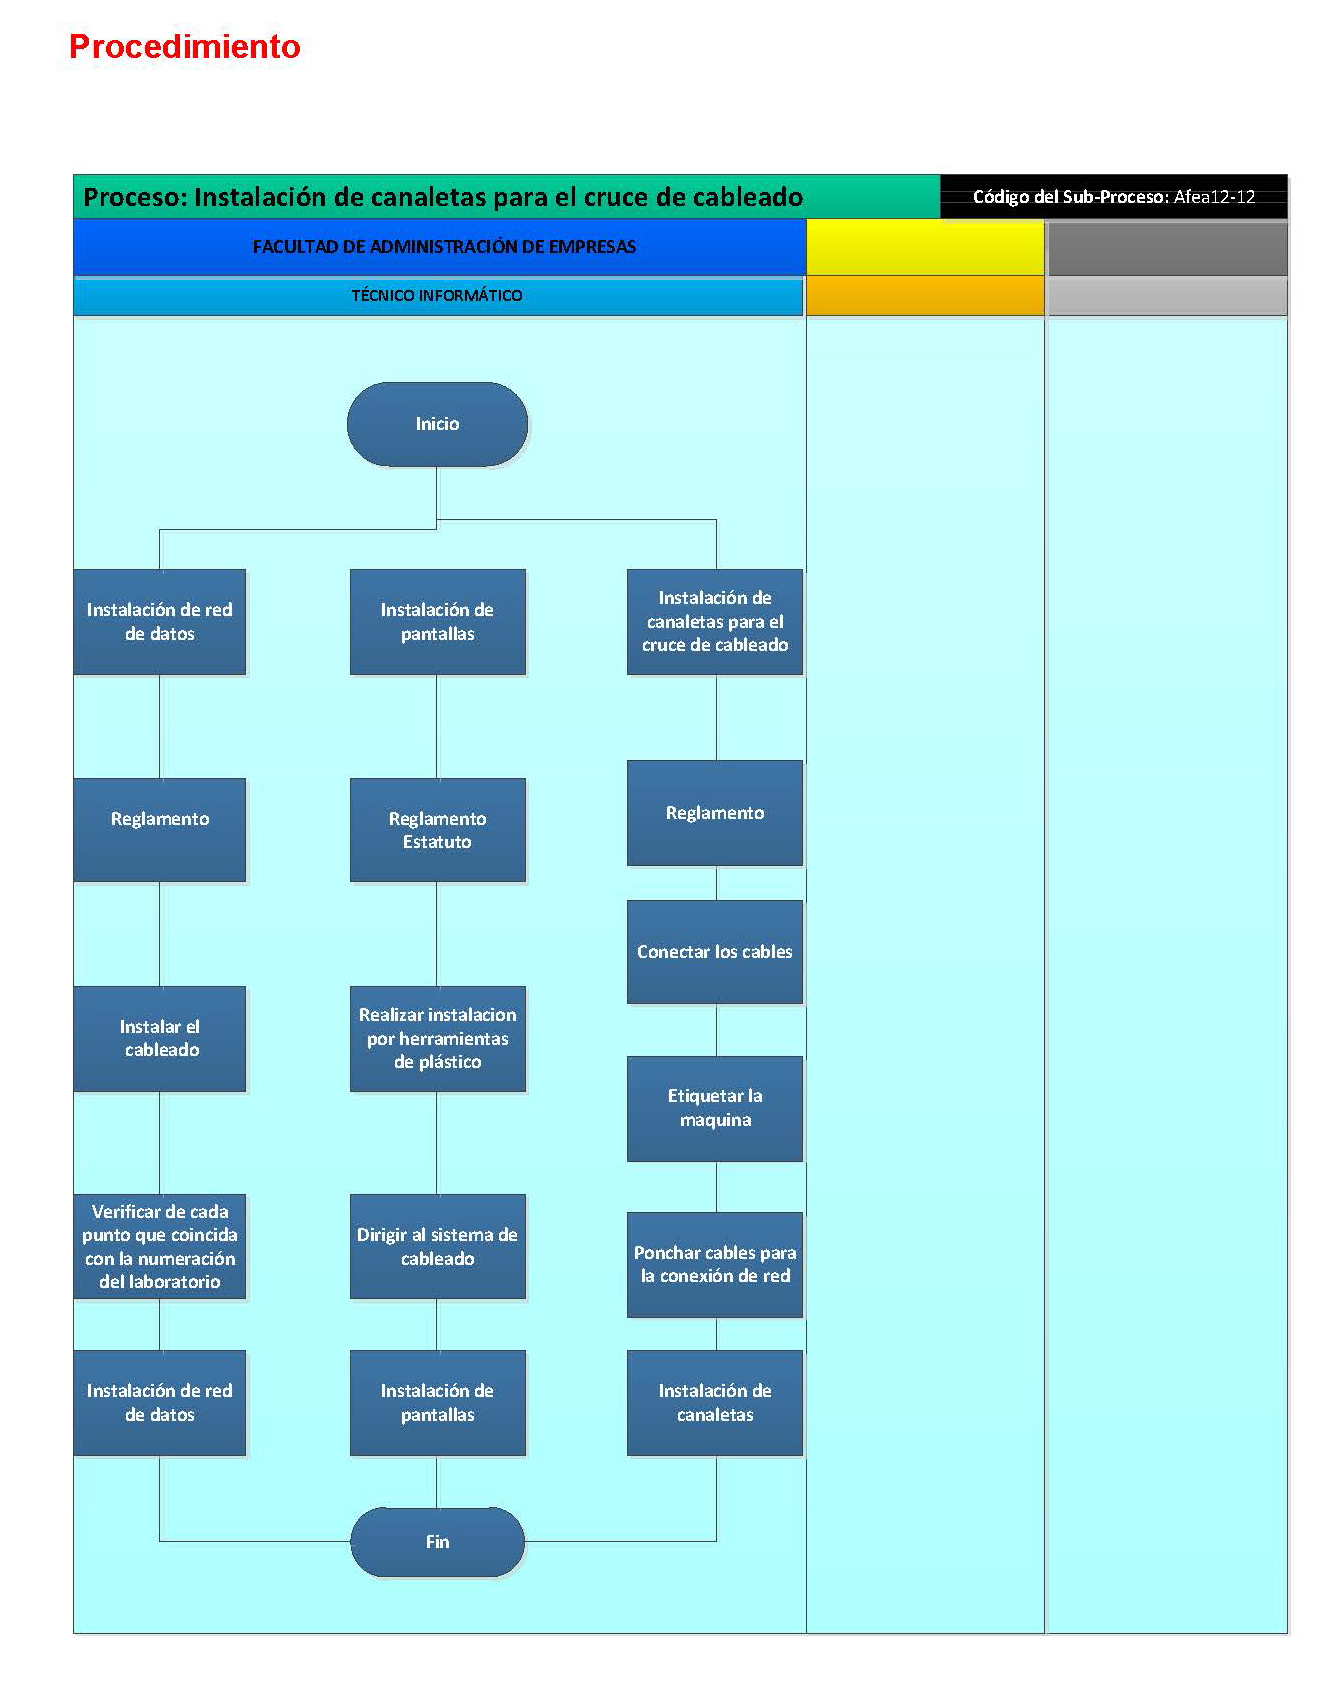 Procedimiento
Proceso: Instalación de canaletas para el cruce de cableado
Código del Sub-Proceso: Afea12-12
FACULTAD DE ADMINISTRACIÓN DE EMPRESAS
TÉCNICO INFORMÁTICO
Inicio
Instalación de red
de datos
Instalación de
pantallas
Instalación de
canaletas para el
cruce de cableado
Reglamento
Reglamento
Estatuto
Reglamento
Conectar los cables
Instalar el
cableado
Realizar instalacion
por herramientas
de plástico
Etiquetar la
maquina
Verificar de cada
punto que coincida
con la numeración
del laboratorio
Dirigir al sistema de
cableado
Ponchar cables para
la conexión de red
Instalación de red
de datos
Instalación de
pantallas
Instalación de
canaletas
Fin